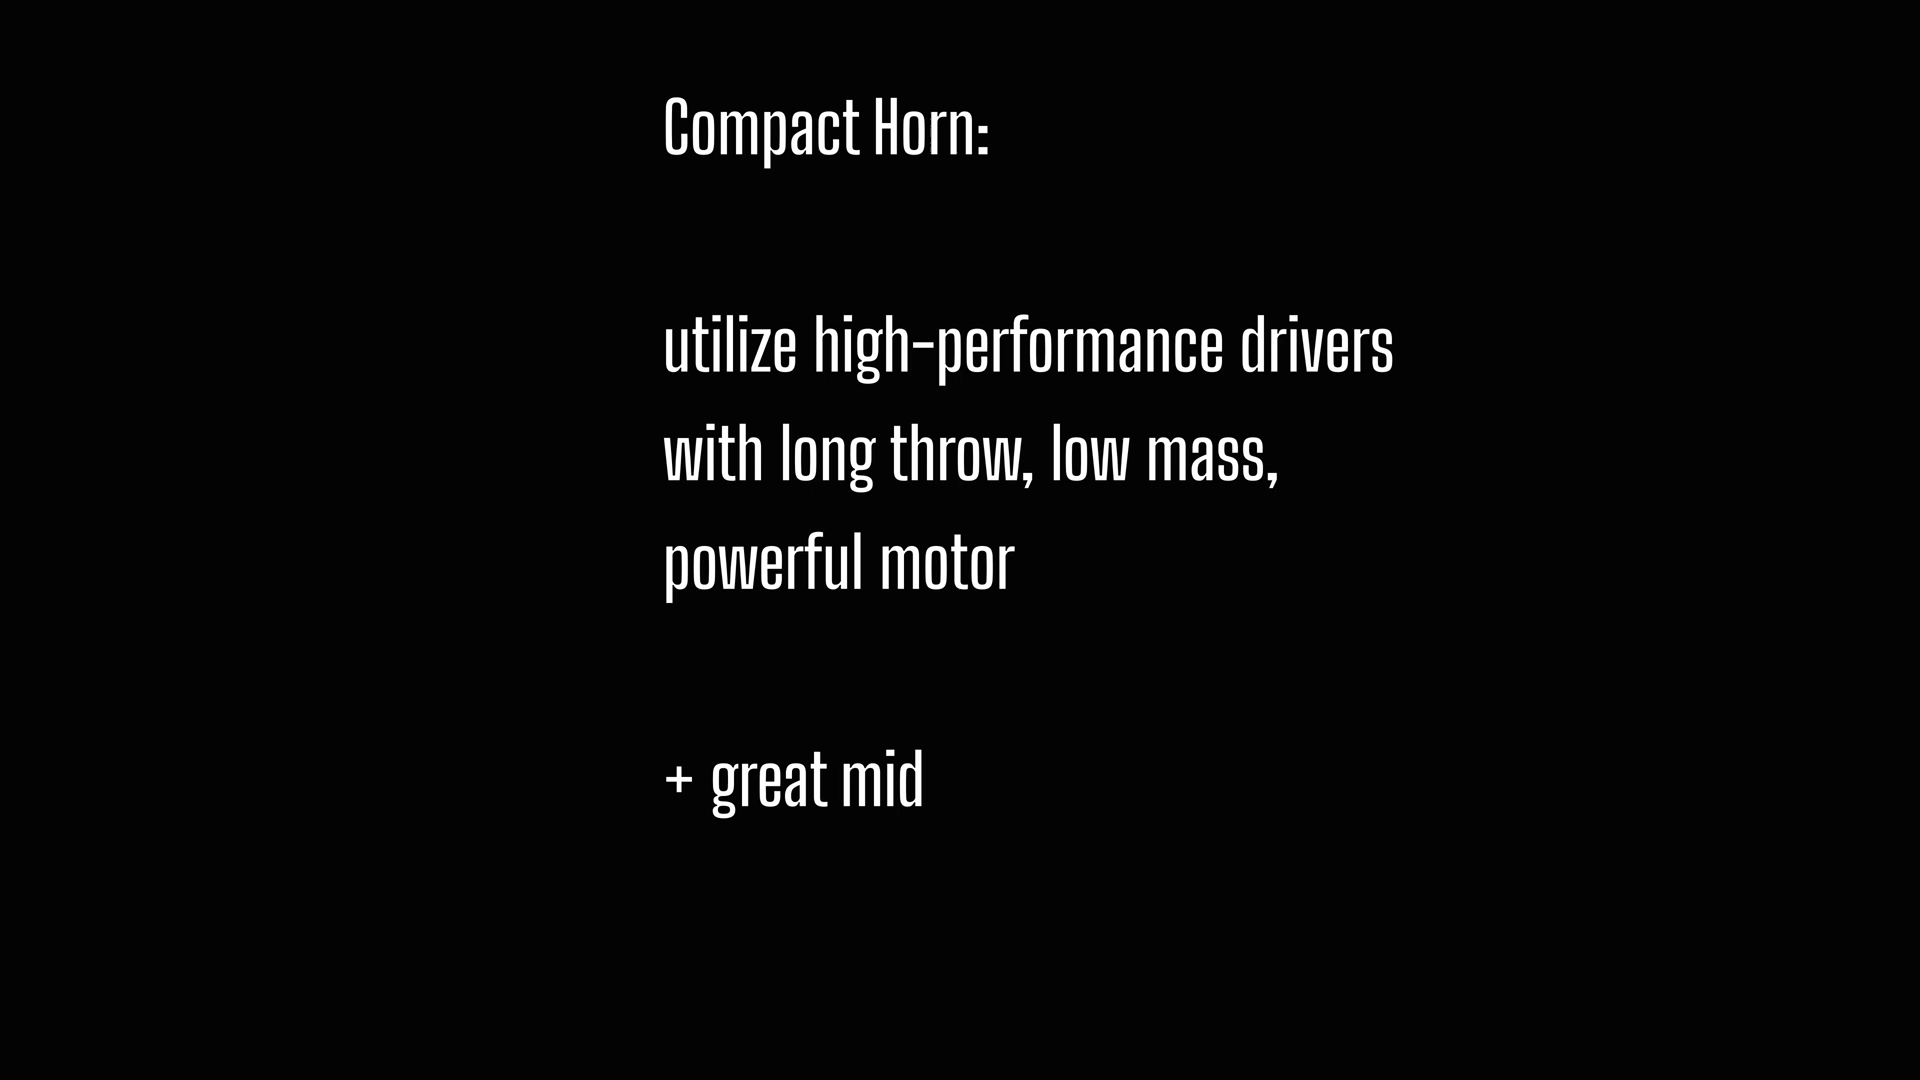 Compact Horn:
utilize high-performance drivers
with long throw, low mass,
powerful motor
+ great mid